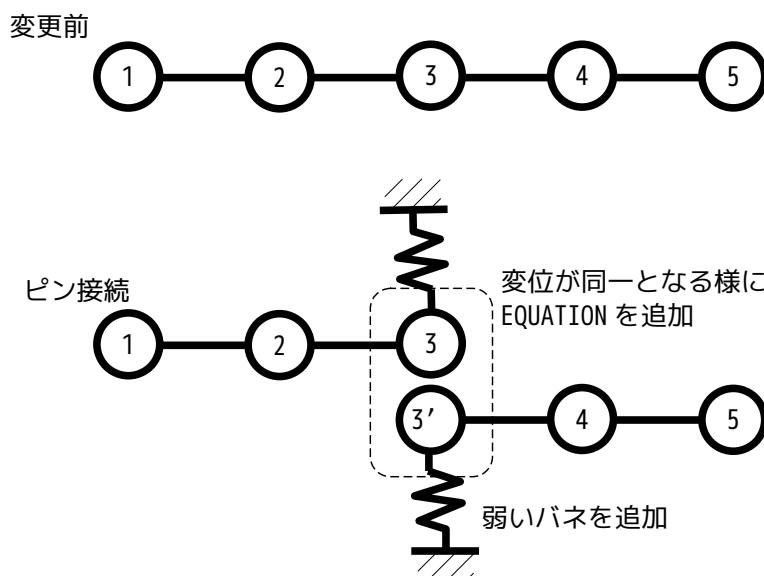 変更前
1 2 3 4 5
ピン接続
変位が同一となる様に
EQUATION を追加
1 2 3
3′ 4 5
弱いバネを追加